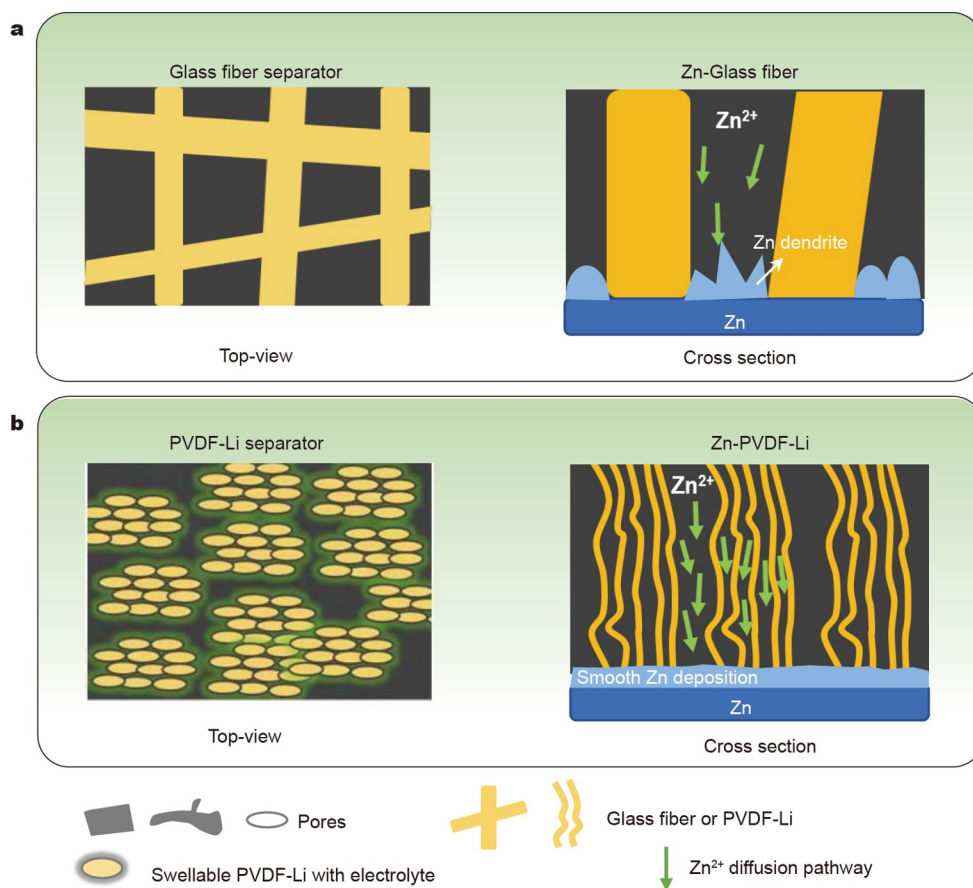 a
Glass fiber separator
Zn-Glass fiber
Zn²⁺
Zn dendrite
Zn
Top-view
Cross section
b
PVDF-Li separator
Zn-PVDF-Li
Zn²⁺
Smooth Zn deposition
Zn
Top-view
Cross section
Pores
Glass fiber or PVDF-Li
Swellable PVDF-Li with electrolyte
Zn²⁺ diffusion pathway